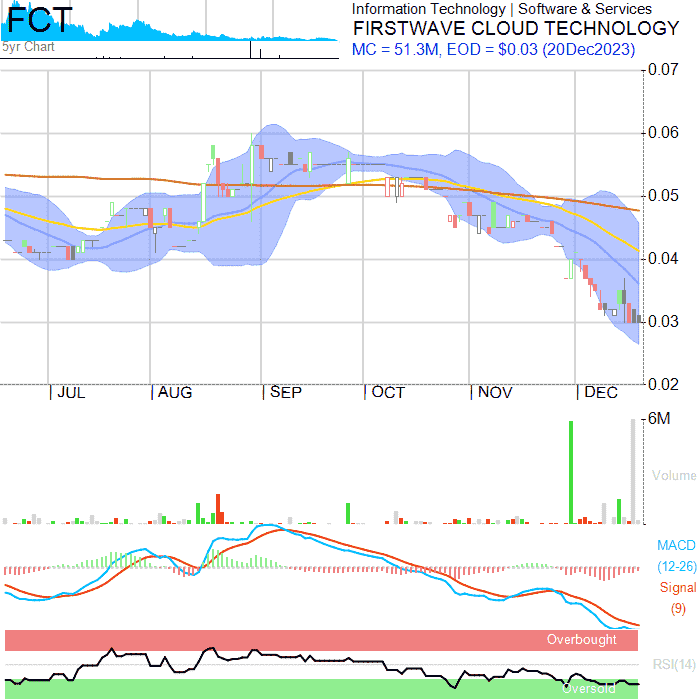 FCT
5yr Chart
Information Technology | Software & Services
FIRSTWAVE CLOUD TECHNOLOGY
MC = 51.3M, EOD = $0.03 (20Dec2023)
0.07
0.06
0.05
0.04
0.03
0.02
JUL AUG SEP OCT NOV DEC
6M
Volume
MACD
(12-26)
Signal
(9)
Overbought
RSI(14)
Oversold